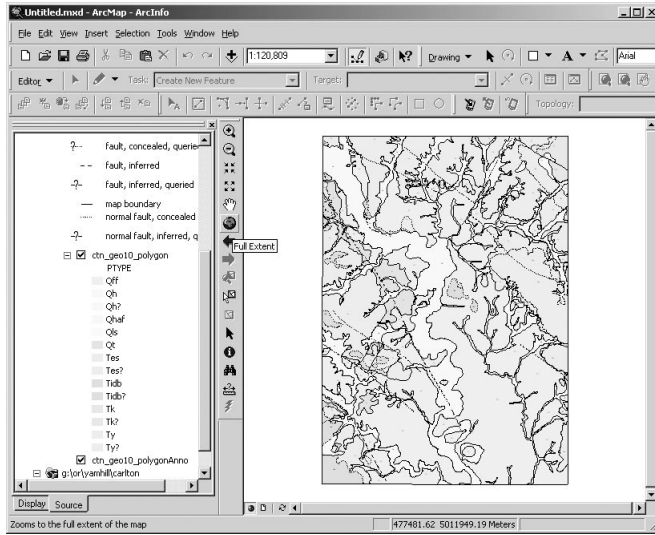 Untitled.mxd - ArcMap - ArcInfo
File Edit View Insert Selection Tools Window Help
1:120,809 Drawing A Arial
Editor Task: Create New Feature Target:
Topology:
fault, concealed, querie
fault, inferred
fault, inferred, queried
map boundary
normal fault, concealed
normal fault, inferred, q
ctn_geo10_polygon
PTYPE
Qff
Qh
Qh?
Qhaf
Qls
Qt
Tes
Tes?
Tidb
Tidb?
Tk
Tk?
Ty
Ty?
ctn_geo10_polygonAnno
g:\or\yamhill\carlton
Full Extent
Display Source
Zooms to the full extent of the map
477481.62 5011949.19 Meters